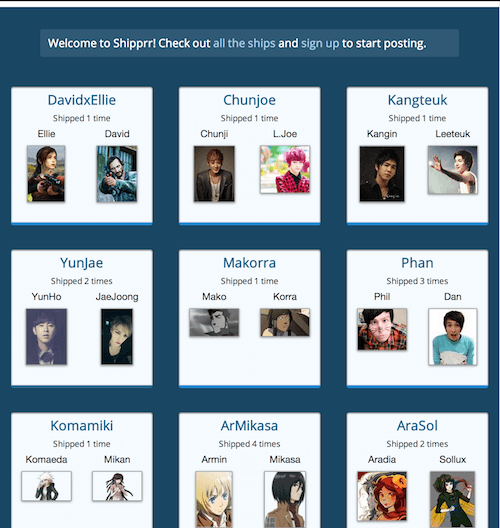 Welcome to Shipprr! Check out all the ships and sign up to start posting.
DavidxEllie
Shipped 1 time
Ellie David
Chunjoe
Shipped 1 time
Chunji L.Joe
Kangteuk
Shipped 1 time
Kangin Leeteuk
YunJae
Shipped 2 times
YunHo JaeJoong
Makorra
Shipped 1 time
Mako Korra
Phan
Shipped 3 times
Phil Dan
Komamiki
Shipped 1 time
Komaeda Mikan
ArMikasa
Shipped 4 times
Armin Mikasa
AraSol
Shipped 2 times
Aradia Sollux